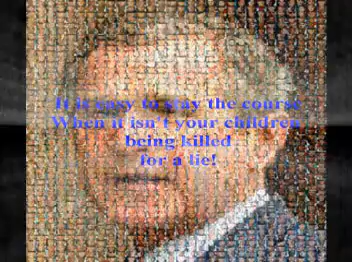 It is easy to stay the course
When it isn't your children
being killed
for a lie!